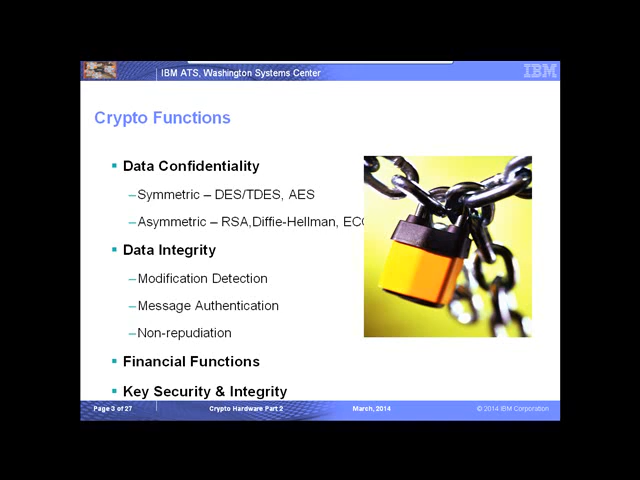 IBM ATS, Washington Systems Center
IBM
Crypto Functions
▪ Data Confidentiality
–Symmetric – DES/TDES, AES
–Asymmetric – RSA,Diffie-Hellman, ECC
▪ Data Integrity
–Modification Detection
–Message Authentication
–Non-repudiation
▪ Financial Functions
▪ Key Security & Integrity
Page 3 of 27 Crypto Hardware Part 2 March, 2014 © 2014 IBM Corporation